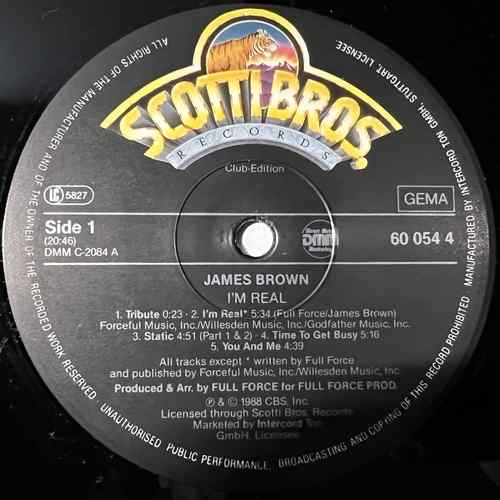 SCOTTI BROS.
RECORDS
Club-Edition
LC 5827
GEMA
Side 1
(20:46)
DMM C-2084 A
DMM
60 054 4
JAMES BROWN
I'M REAL
1. Tribute 0:23 · 2. I'm Real* 5:34 (Full Force/James Brown)
Forceful Music, Inc./Willesden Music, Inc./Godfather Music, Inc.
3. Static 4:51 (Part 1 & 2) · 4. Time To Get Busy 5:16
5. You And Me 4:39
All tracks except * written by Full Force
and published by Forceful Music, Inc./Willesden Music, Inc.
Produced & Arr. by FULL FORCE for FULL FORCE PROD.
℗ & © 1988 CBS, Inc.
Licensed through Scotti Bros. Records
Marketed by Intercord Ton
GmbH, Licensee
ALL RIGHTS OF THE MANUFACTURER AND OF THE OWNER OF THE RECORDED WORK RESERVED. UNAUTHORISED PUBLIC PERFORMANCE, BROADCASTING AND COPYING OF THIS RECORD PROHIBITED
MANUFACTURED BY INTERCORD TON GMBH, STUTTGART, LICENSEE.